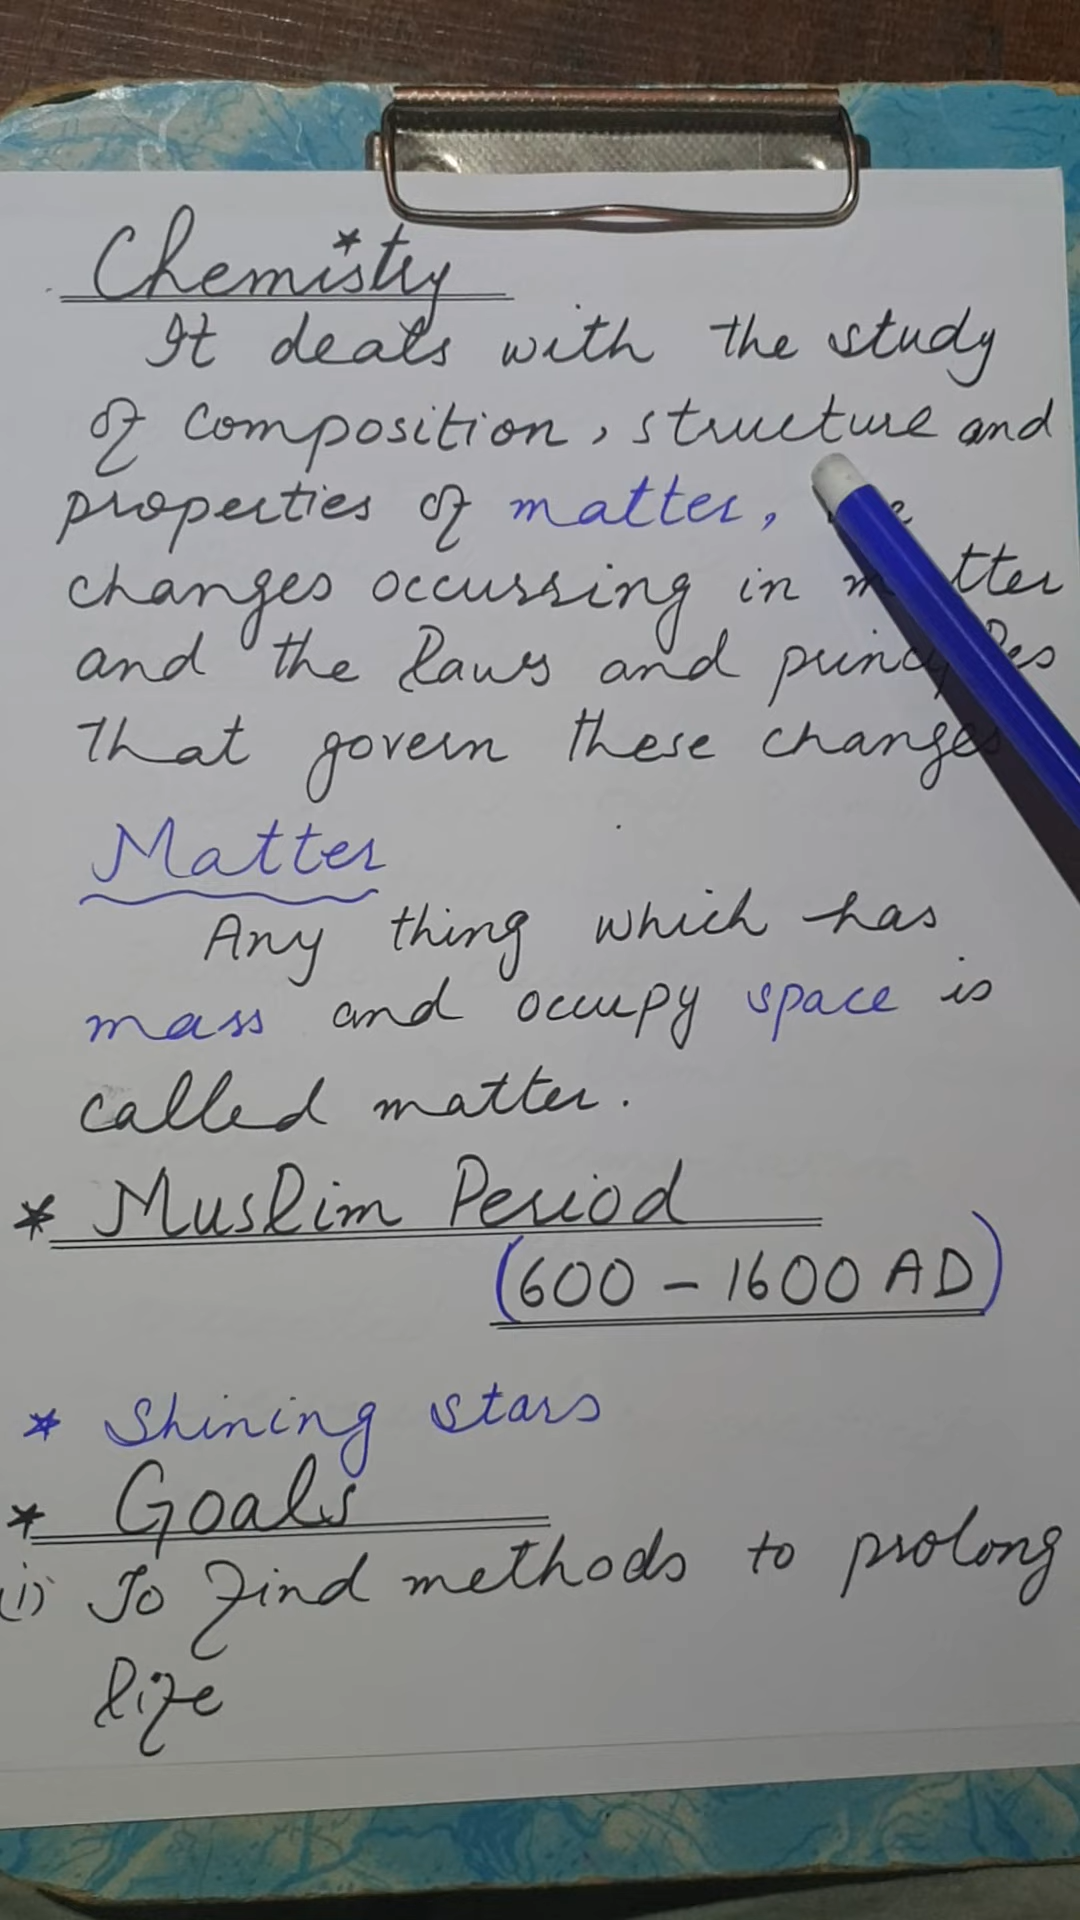 Chemistry
It deals with the study
of composition, structure and
properties of matter,
changes occurring in
and the laws and
that govern these changes
Matter
Any thing which has
mass and occupy space is
called matter.
* Muslim Period
(600 - 1600 AD)
* Shining stars
* Goals
(i) To find methods to prolong
life